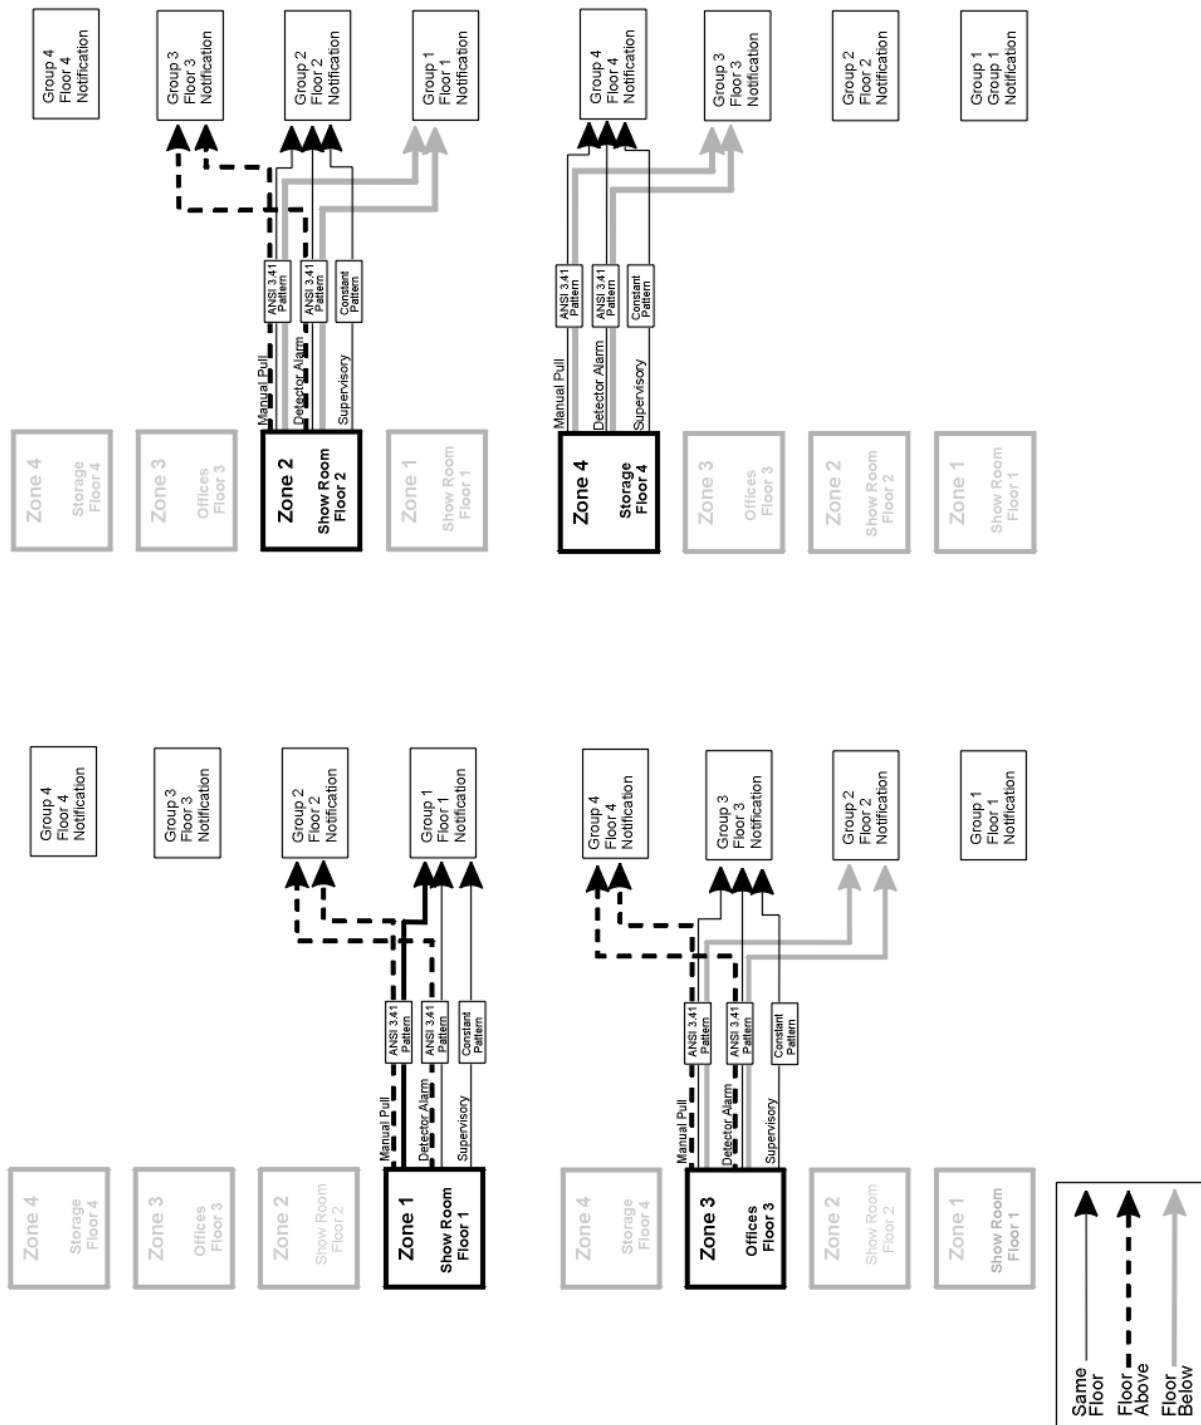 Zone 4
Storage
Floor 4
Group 4
Floor 4
Notification
Zone 3
Offices
Floor 3
Group 3
Floor 3
Notification
Zone 2
Show Room
Floor 2
Group 2
Floor 2
Notification
Zone 1
Show Room
Floor 1
Manual Pull
ANSI 3.41
Pattern
Detector Alarm
ANSI 3.41
Pattern
Supervisory
Constant
Pattern
Group 1
Floor 1
Notification
Zone 4
Storage
Floor 4
Group 4
Floor 4
Notification
Zone 3
Offices
Floor 3
Group 3
Floor 3
Notification
Zone 2
Show Room
Floor 2
Manual Pull
ANSI 3.41
Pattern
Detector Alarm
ANSI 3.41
Pattern
Supervisory
Constant
Pattern
Group 2
Floor 2
Notification
Zone 1
Show Room
Floor 1
Group 1
Floor 1
Notification
Zone 4
Storage
Floor 4
Group 4
Floor 4
Notification
Zone 3
Offices
Floor 3
Manual Pull
ANSI 3.41
Pattern
Detector Alarm
ANSI 3.41
Pattern
Supervisory
Constant
Pattern
Group 3
Floor 3
Notification
Zone 2
Show Room
Floor 2
Group 2
Floor 2
Notification
Zone 1
Show Room
Floor 1
Group 1
Floor 1
Notification
Zone 4
Storage
Floor 4
Manual Pull
ANSI 3.41
Pattern
Detector Alarm
ANSI 3.41
Pattern
Supervisory
Constant
Pattern
Group 4
Floor 4
Notification
Zone 3
Offices
Floor 3
Group 3
Floor 3
Notification
Zone 2
Show Room
Floor 2
Group 2
Floor 2
Notification
Zone 1
Show Room
Floor 1
Group 1
Group 1
Notification
Same
Floor
Floor
Above
Floor
Below